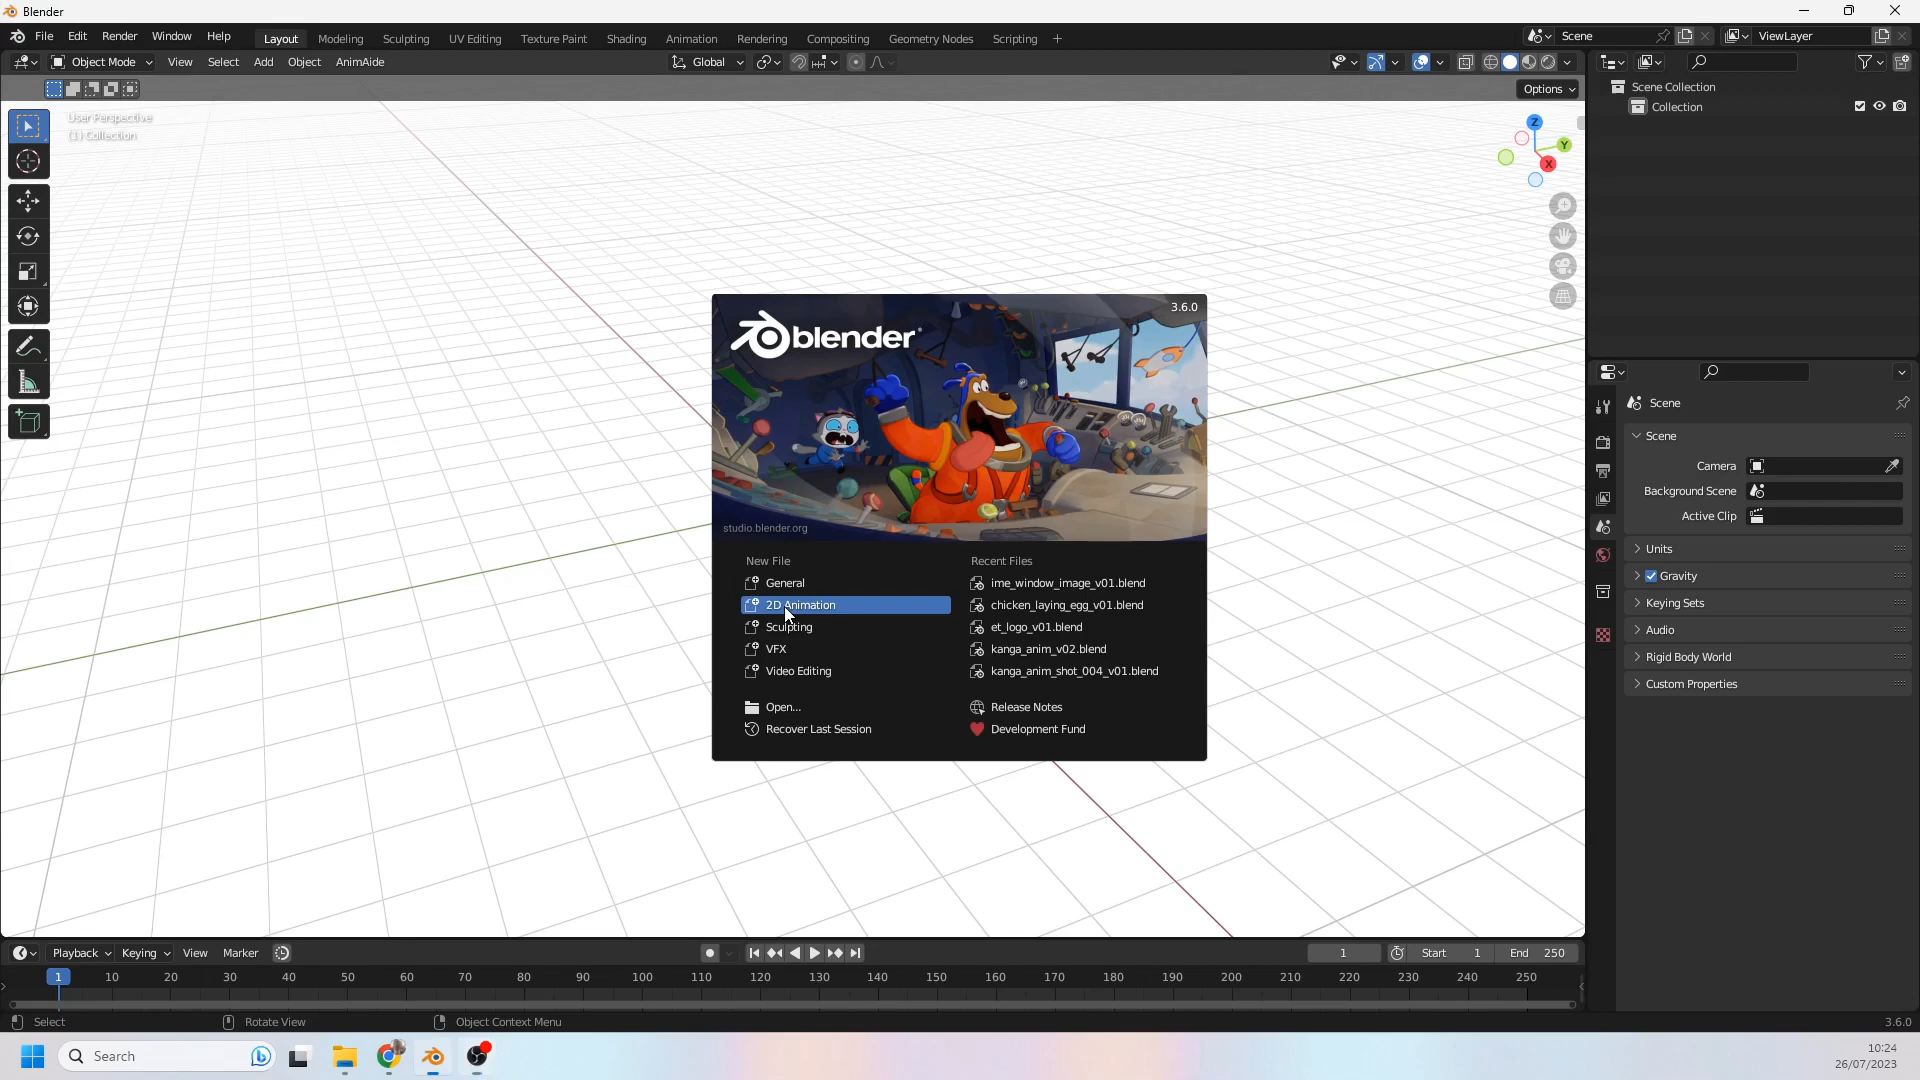 Blender
File Edit Render Window Help Layout Modeling Sculpting UV Editing Texture Paint Shading Animation Rendering Compositing Geometry Nodes Scripting + Scene ViewLayer
Object Mode View Select Add Object AnimAide Global
Options
User Perspective
(1) Collection
Z
Y
X
Scene Collection
Collection
Scene
Scene
Camera
Background Scene
Active Clip
Units
Gravity
Keying Sets
Audio
Rigid Body World
Custom Properties
3.6.0
blender
studio.blender.org
New File
General
2D Animation
Sculpting
VFX
Video Editing
Open...
Recover Last Session
Recent Files
ime_window_image_v01.blend
chicken_laying_egg_v01.blend
et_logo_v01.blend
kanga_anim_v02.blend
kanga_anim_shot_004_v01.blend
Release Notes
Development Fund
Playback Keying View Marker 1 Start 1 End 250
1 10 20 30 40 50 60 70 80 90 100 110 120 130 140 150 160 170 180 190 200 210 220 230 240 250
Select Rotate View Object Context Menu 3.6.0
Search
10:24
26/07/2023